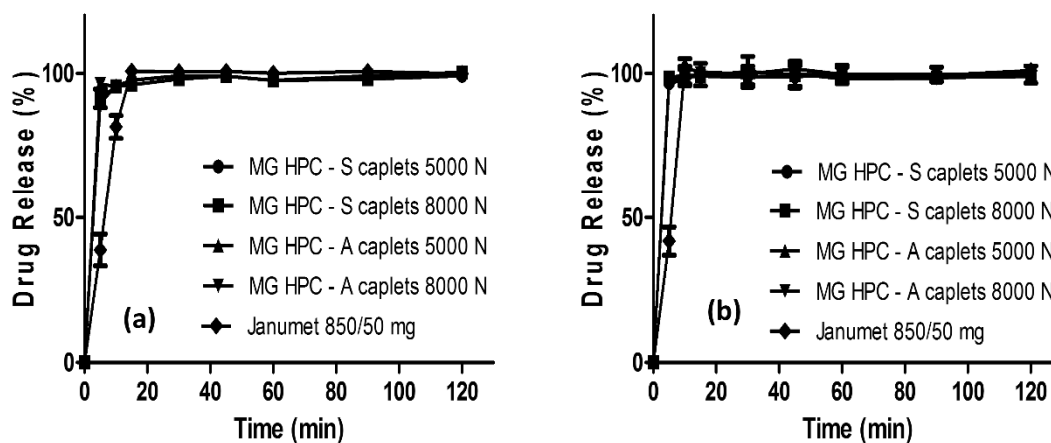 Drug Release (%)
100
50
0
MG HPC - S caplets 5000 N
MG HPC - S caplets 8000 N
MG HPC - A caplets 5000 N
MG HPC - A caplets 8000 N
Janumet 850/50 mg
(a)
0 20 40 60 80 100 120
Time (min)
Drug Release (%)
100
50
0
MG HPC - S caplets 5000 N
MG HPC - S caplets 8000 N
MG HPC - A caplets 5000 N
MG HPC - A caplets 8000 N
Janumet 850/50 mg
(b)
0 20 40 60 80 100 120
Time (min)